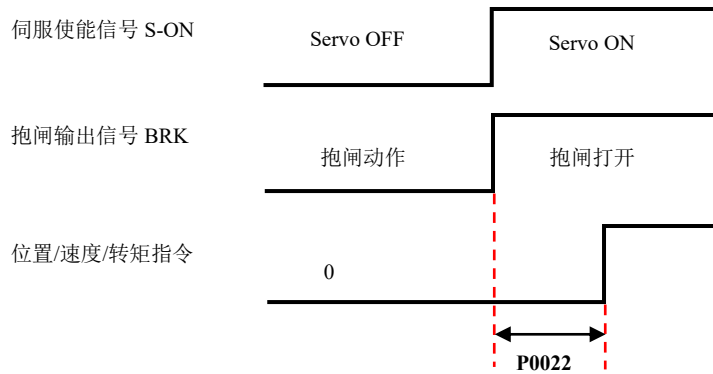 伺服使能信号 S-ON
Servo OFF
Servo ON
抱闸输出信号 BRK
抱闸动作
抱闸打开
位置/速度/转矩指令
0
P0022